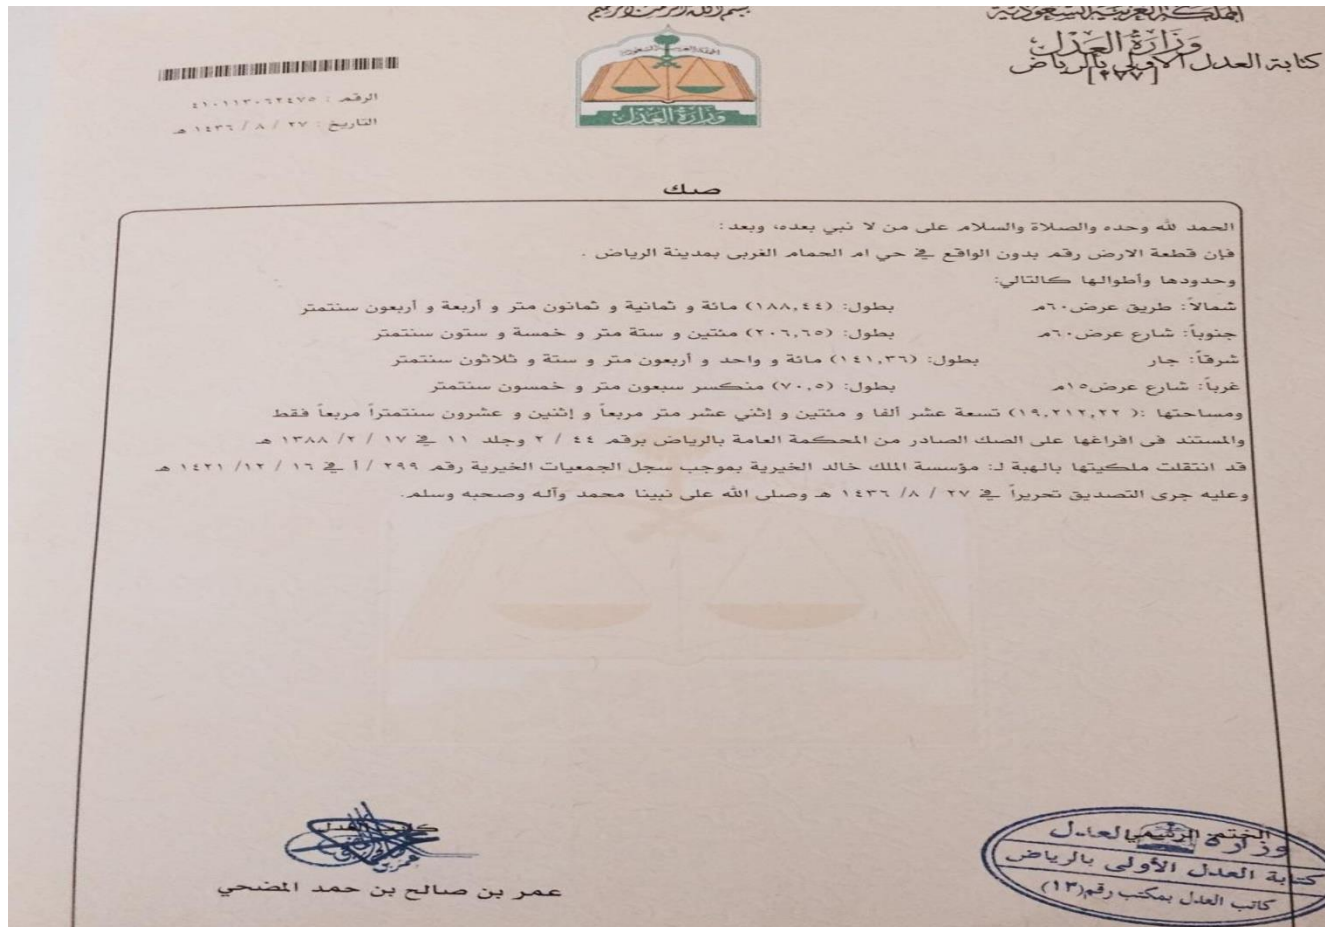 بسم الله الرحمن الرحيم
المملكة العربية السعودية
وزارة العدل
[٢٧٧]
كتابة العدل الأولى بالرياض
وزارة العدل
الرقم : ٤١٠١١٣٠٦٢٤٧٥
التاريخ : ٢٧ / ٨ / ١٤٣٦ هـ
صك
الحمد لله وحده والصلاة والسلام على من لا نبي بعده، وبعد :
فإن قطعة الارض رقم بدون الواقع في حي ام الحمام الغربى بمدينة الرياض .
وحدودها وأطوالها كالتالي:
شمالاً: طريق عرض٦٠م بطول: (١٨٨,٤٤) مائة و ثمانية و ثمانون متر و أربعة و أربعون سنتمتر
جنوباً: شارع عرض٦٠م بطول: (٢٠٦,٦٥) مئتين و ستة متر و خمسة و ستون سنتمتر
شرقاً: جار بطول: (١٤١,٣٦) مائة و واحد و أربعون متر و ستة و ثلاثون سنتمتر
غرباً: شارع عرض١٥م بطول: (٧٠,٥) منكسر سبعون متر و خمسون سنتمتر
ومساحتها :( ١٩,٢١٢,٢٢) تسعة عشر ألفا و مئتين و إثني عشر متر مربعاً و إثنين و عشرون سنتمتراً مربعاً فقط
والمستند فى افراغها على الصك الصادر من المحكمة العامة بالرياض برقم ٤٤ / ٢ وجلد ١١ في ١٧ / ٢ / ١٣٨٨ هـ
قد انتقلت ملكيتها بالهبة لـ: مؤسسة الملك خالد الخيرية بموجب سجل الجمعيات الخيرية رقم ٢٩٩ / أ في ١٦ / ١٢ / ١٤٢١ هـ
وعليه جرى التصديق تحريراً في ٢٧ / ٨ / ١٤٣٦ هـ وصلى الله على نبينا محمد وآله وصحبه وسلم.
الختم الرسمي
وزارة العدل
كتابة العدل الأولى بالرياض
كاتب العدل بمكتب رقم (١٣)
كاتب العدل
عمر بن صالح بن حمد المضحي